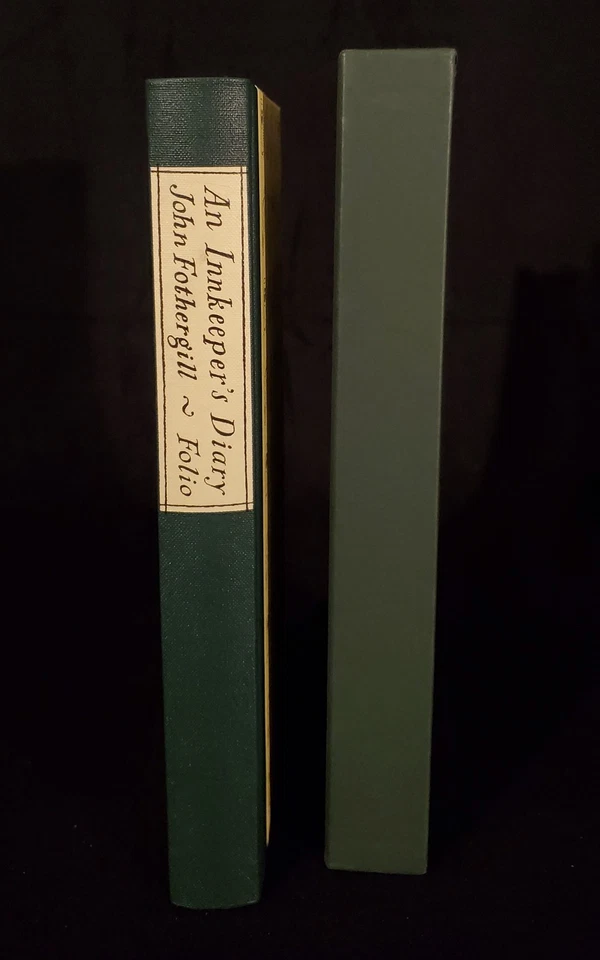 An Innkeeper's Diary
John Fothergill ~ Folio